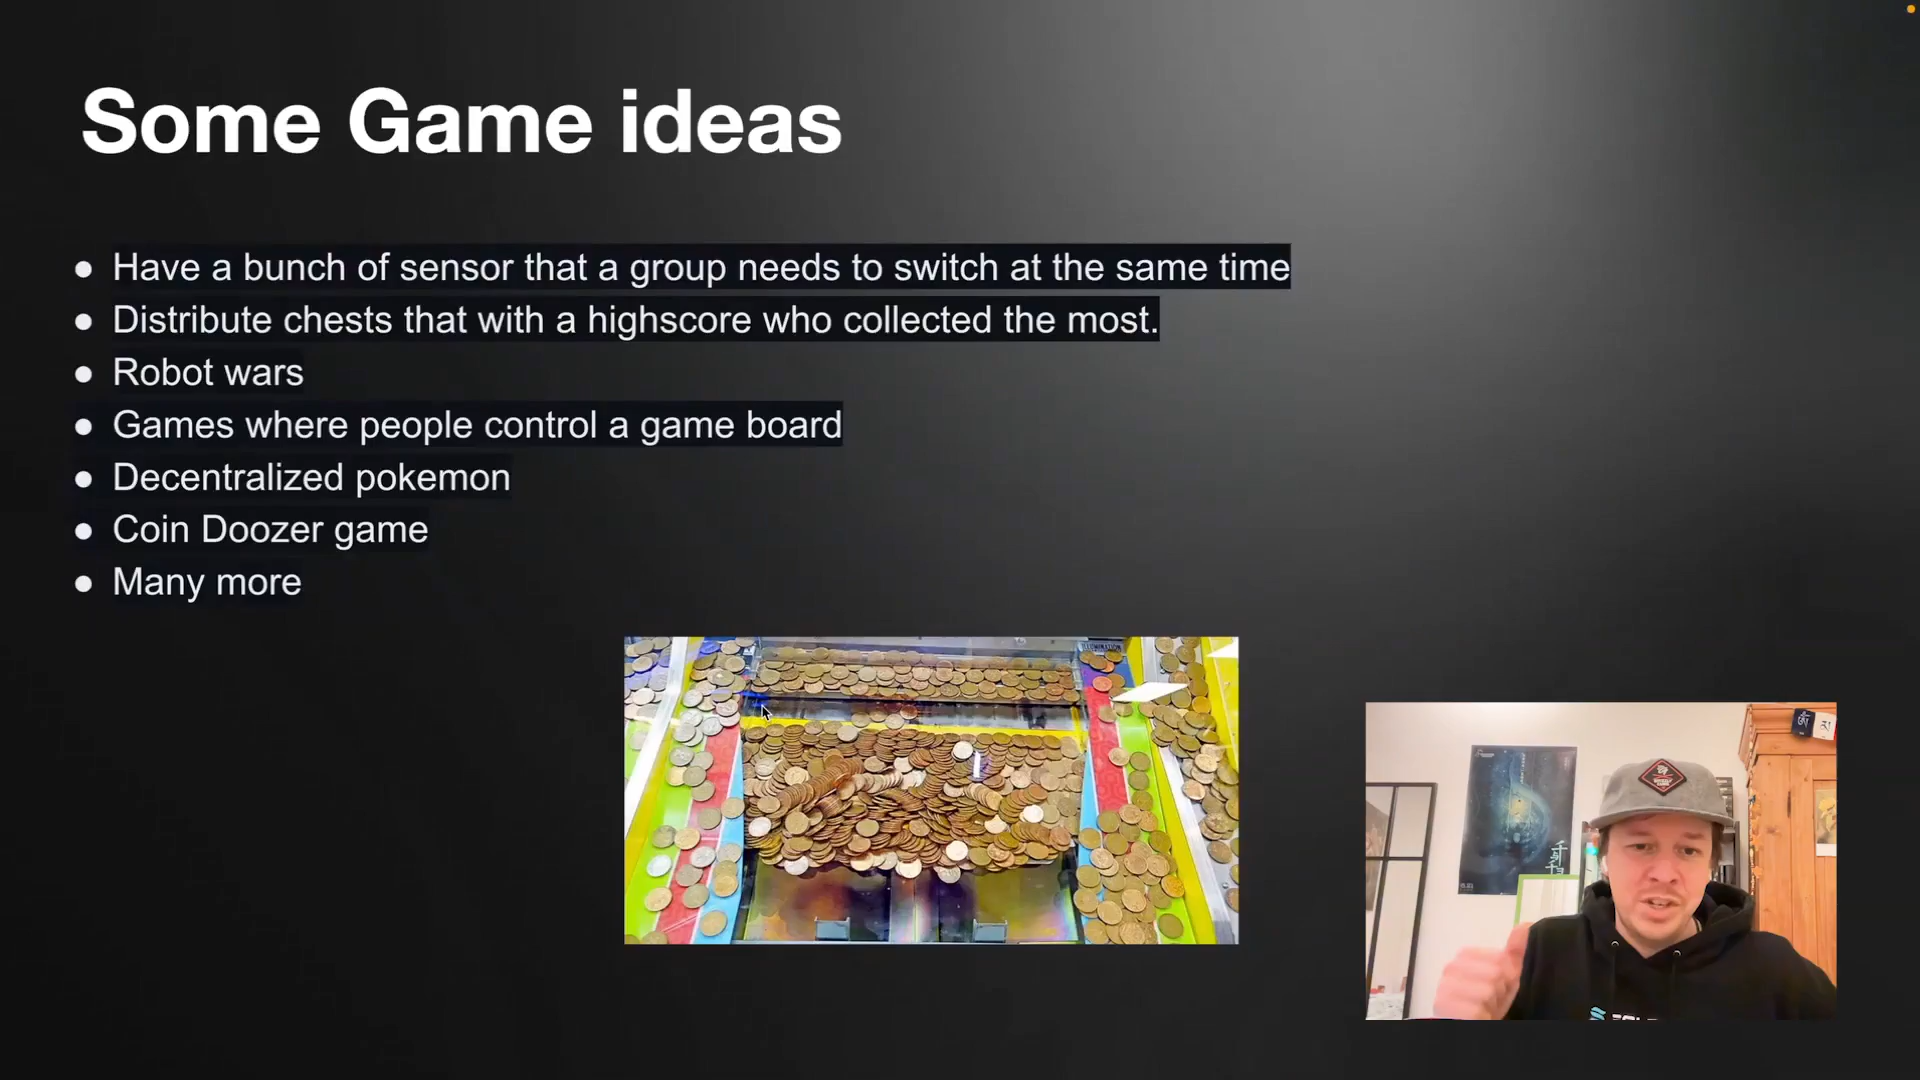 Some Game ideas
● Have a bunch of sensor that a group needs to switch at the same time
● Distribute chests that with a highscore who collected the most.
● Robot wars
● Games where people control a game board
● Decentralized pokemon
● Coin Doozer game
● Many more